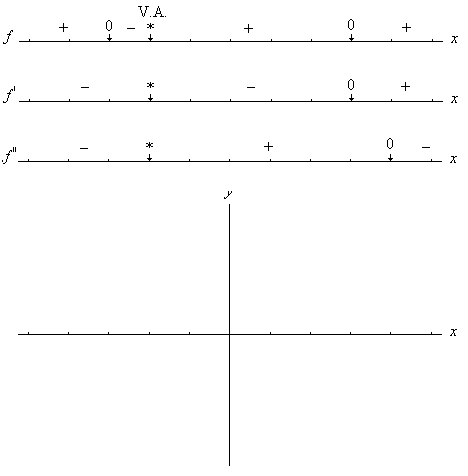 V.A.
f + 0 − * + 0 + x
f' − * − 0 + x
f" − * + 0 − x
y
x